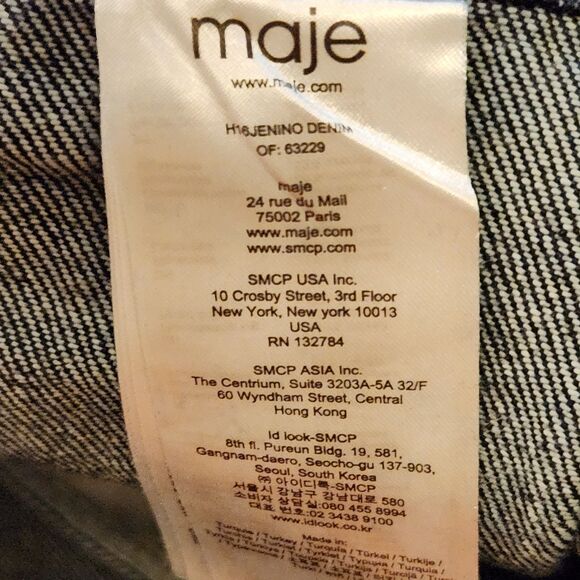 maje
www.maje.com
H16JENINO DENIM
OF: 63229
maje
24 rue du Mail
75002 Paris
www.maje.com
www.smcp.com
SMCP USA Inc.
10 Crosby Street, 3rd Floor
New York, New york 10013
USA
RN 132784
SMCP ASIA Inc.
The Centrium, Suite 3203A-5A 32/F
60 Wyndham Street, Central
Hong Kong
Id look-SMCP
8th fl. Pureun Bldg. 19, 581,
Gangnam-daero, Seocho-gu 137-903,
Seoul, South Korea
㈜ 아이디룩-SMCP
서울시 강남구 강남대로 580
소비자 상담:080 455 8994
대표 번호:02 3438 9100
www.idlook.co.kr
Made in:
Turquie / Turkey / Turquía / Türkei / Turkije /